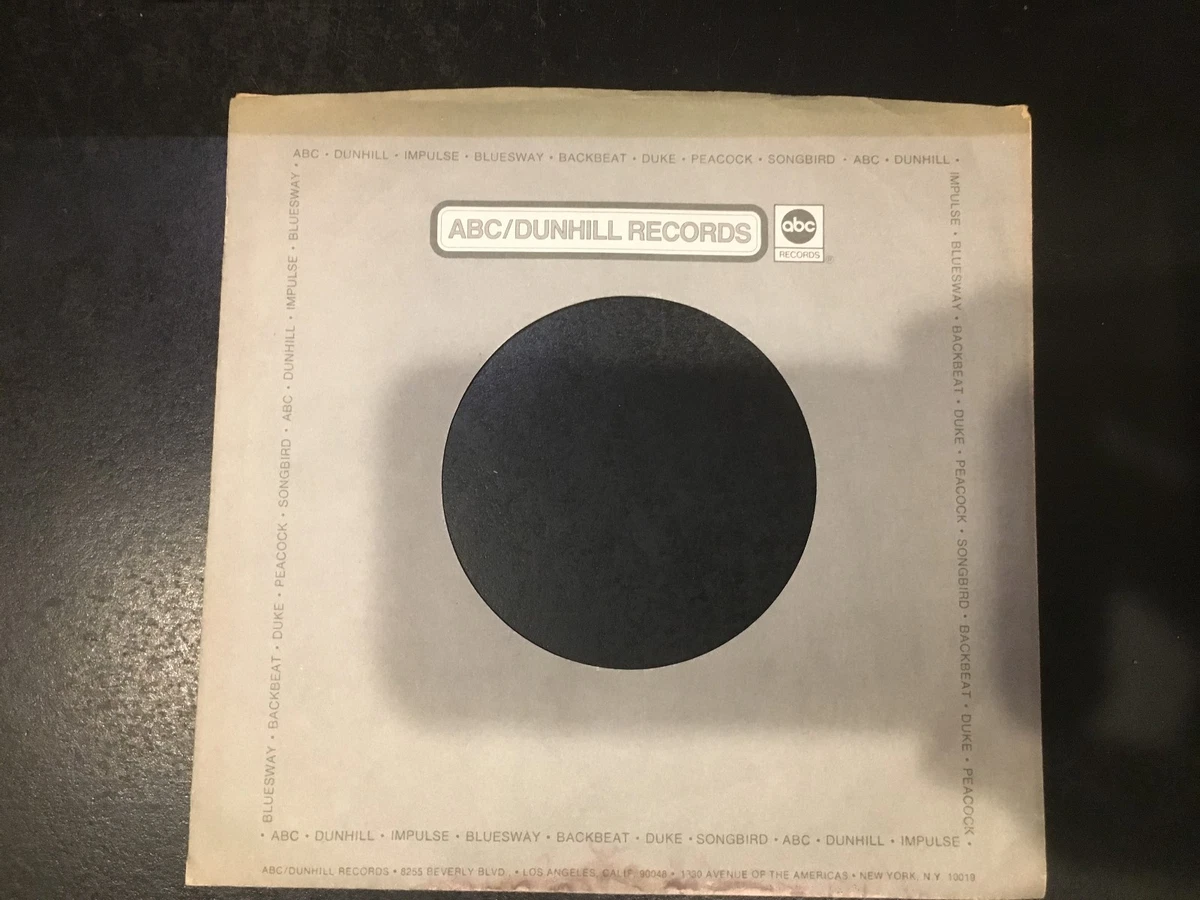 ABC • DUNHILL • IMPULSE • BLUESWAY • BACKBEAT • DUKE • PEACOCK • SONGBIRD • ABC • DUNHILL •
IMPULSE • BLUESWAY • BACKBEAT • DUKE • PEACOCK • SONGBIRD • BACKBEAT • DUKE • PEACOCK
BLUESWAY • BACKBEAT • DUKE • PEACOCK • SONGBIRD • ABC • DUNHILL • IMPULSE • BLUESWAY •
ABC/DUNHILL RECORDS
abc
RECORDS
®
• ABC • DUNHILL • IMPULSE • BLUESWAY • BACKBEAT • DUKE • SONGBIRD • ABC • DUNHILL • IMPULSE •
ABC/DUNHILL RECORDS • 8255 BEVERLY BLVD., • LOS ANGELES, CALIF. 90048 • 1330 AVENUE OF THE AMERICAS • NEW YORK, N.Y. 10019